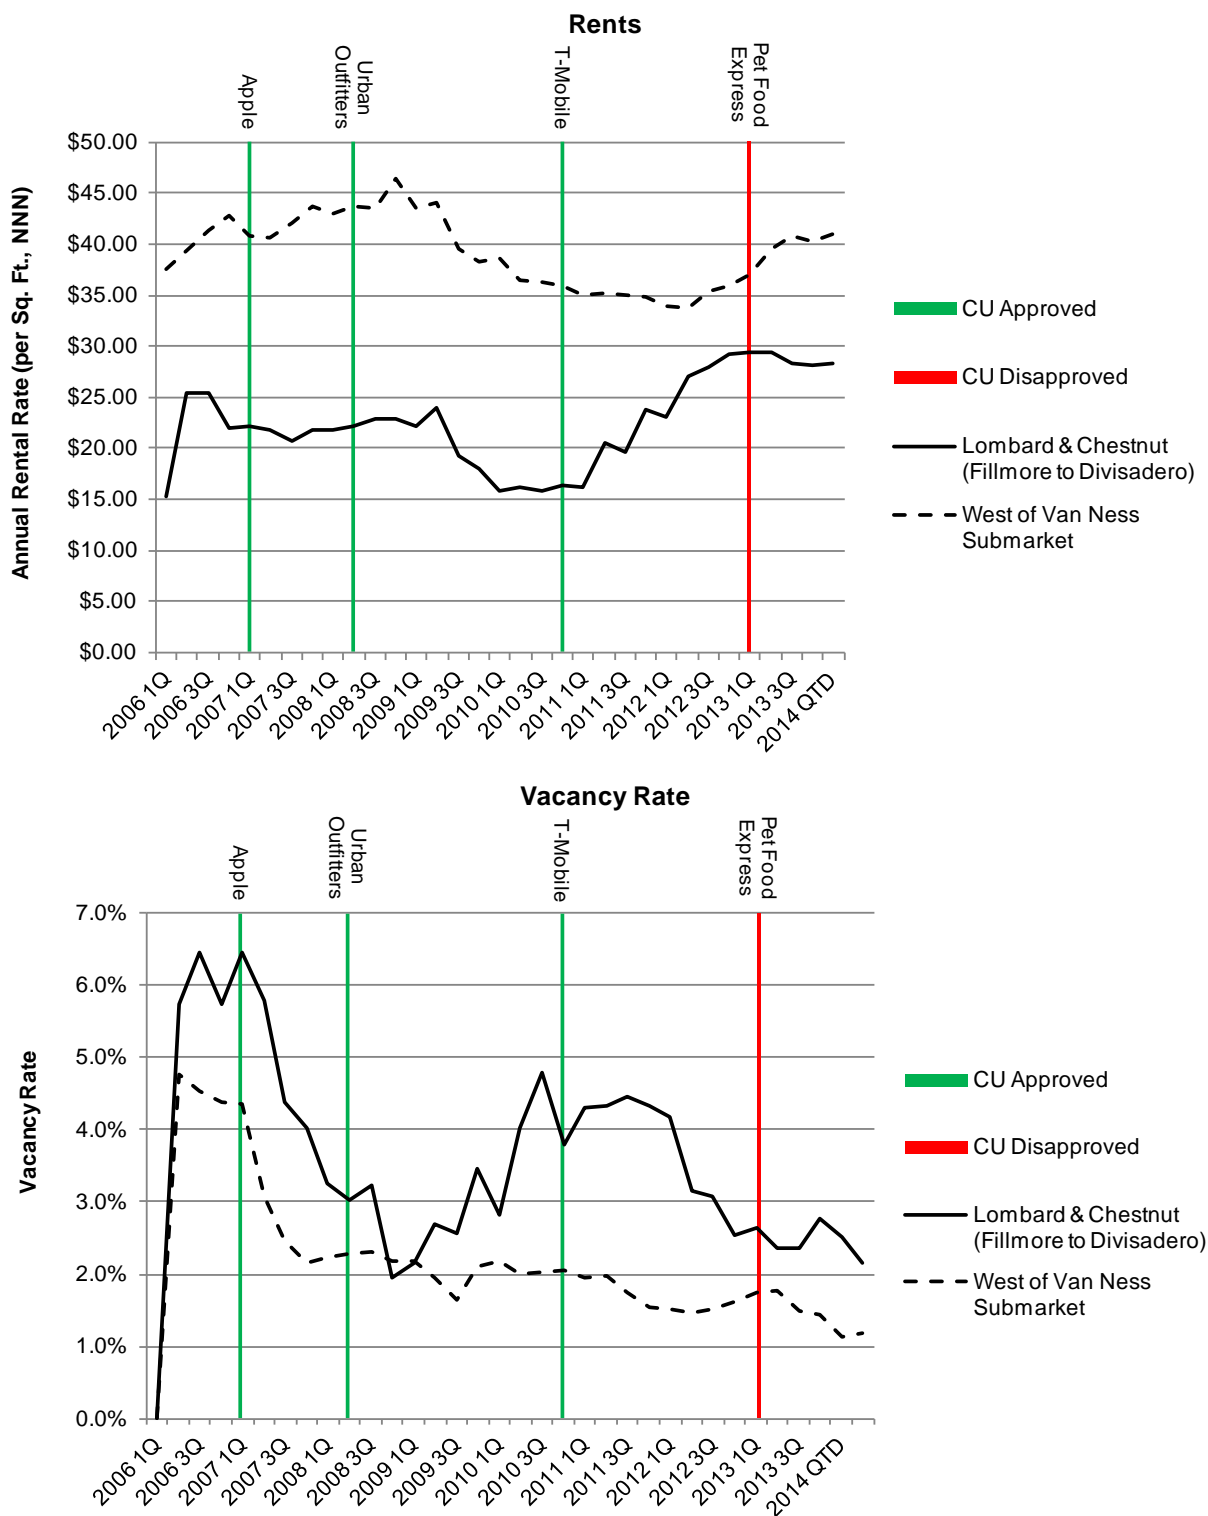 Rents
Apple
Urban
Outfitters
T-Mobile
Pet Food
Express
Annual Rental Rate (per Sq. Ft., NNN)
$50.00
$45.00
$40.00
$35.00
$30.00
$25.00
$20.00
$15.00
$10.00
$5.00
$0.00
2006 1Q
2006 3Q
2007 1Q
2007 3Q
2008 1Q
2008 3Q
2009 1Q
2009 3Q
2010 1Q
2010 3Q
2011 1Q
2011 3Q
2012 1Q
2012 3Q
2013 1Q
2013 3Q
2014 QTD
CU Approved
CU Disapproved
Lombard & Chestnut
(Fillmore to Divisadero)
West of Van Ness
Submarket
Vacancy Rate
Apple
Urban
Outfitters
T-Mobile
Pet Food
Express
Vacancy Rate
7.0%
6.0%
5.0%
4.0%
3.0%
2.0%
1.0%
0.0%
2006 1Q
2006 3Q
2007 1Q
2007 3Q
2008 1Q
2008 3Q
2009 1Q
2009 3Q
2010 1Q
2010 3Q
2011 1Q
2011 3Q
2012 1Q
2012 3Q
2013 1Q
2013 3Q
2014 QTD
CU Approved
CU Disapproved
Lombard & Chestnut
(Fillmore to Divisadero)
West of Van Ness
Submarket